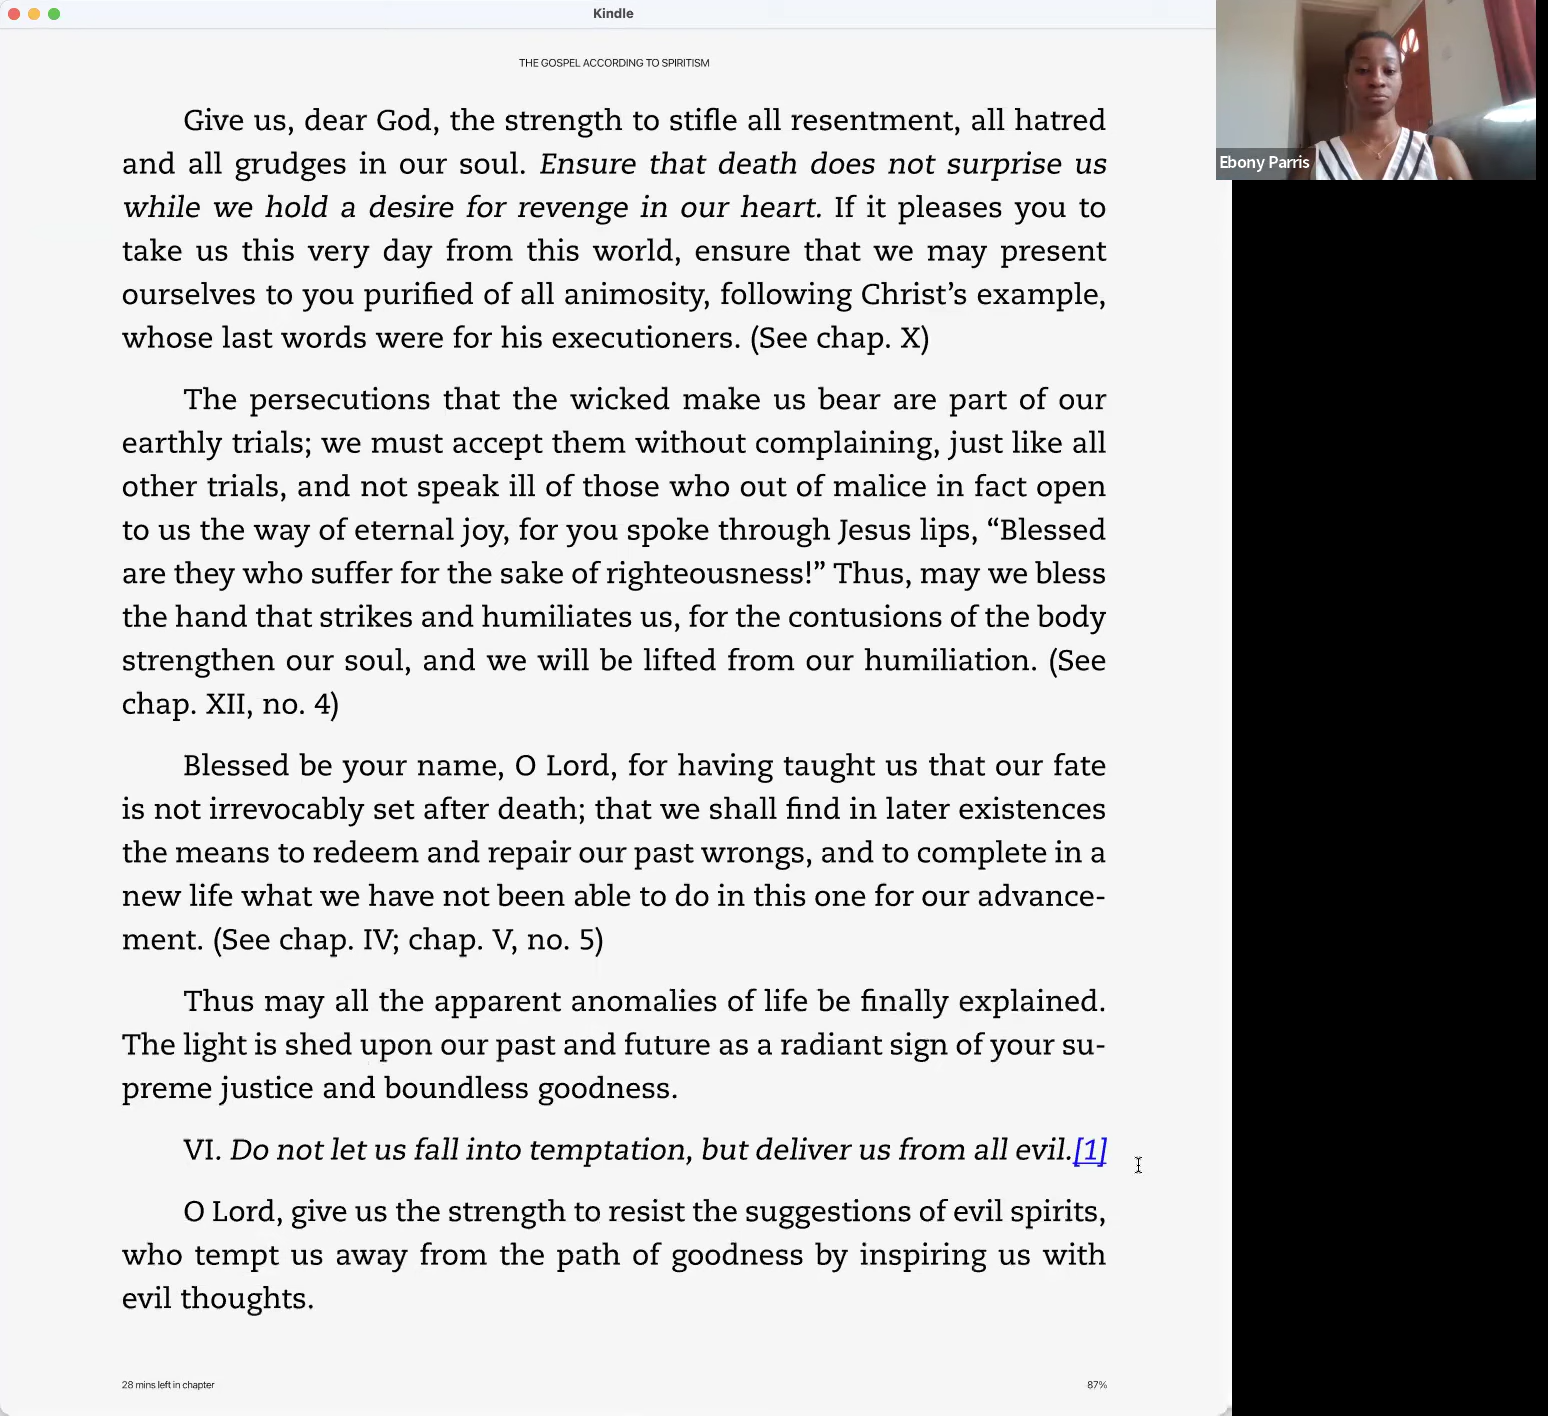 Kindle
THE GOSPEL ACCORDING TO SPIRITISM
Give us, dear God, the strength to stifle all resentment, all hatred
and all grudges in our soul. Ensure that death does not surprise us
while we hold a desire for revenge in our heart. If it pleases you to
take us this very day from this world, ensure that we may present
ourselves to you purified of all animosity, following Christ’s example,
whose last words were for his executioners. (See chap. X)
The persecutions that the wicked make us bear are part of our
earthly trials; we must accept them without complaining, just like all
other trials, and not speak ill of those who out of malice in fact open
to us the way of eternal joy, for you spoke through Jesus lips, “Blessed
are they who suffer for the sake of righteousness!” Thus, may we bless
the hand that strikes and humiliates us, for the contusions of the body
strengthen our soul, and we will be lifted from our humiliation. (See
chap. XII, no. 4)
Blessed be your name, O Lord, for having taught us that our fate
is not irrevocably set after death; that we shall find in later existences
the means to redeem and repair our past wrongs, and to complete in a
new life what we have not been able to do in this one for our advance-
ment. (See chap. IV; chap. V, no. 5)
Thus may all the apparent anomalies of life be finally explained.
The light is shed upon our past and future as a radiant sign of your su-
preme justice and boundless goodness.
VI. Do not let us fall into temptation, but deliver us from all evil.[1]
O Lord, give us the strength to resist the suggestions of evil spirits,
who tempt us away from the path of goodness by inspiring us with
evil thoughts.
28 mins left in chapter
87%
Ebony Parris